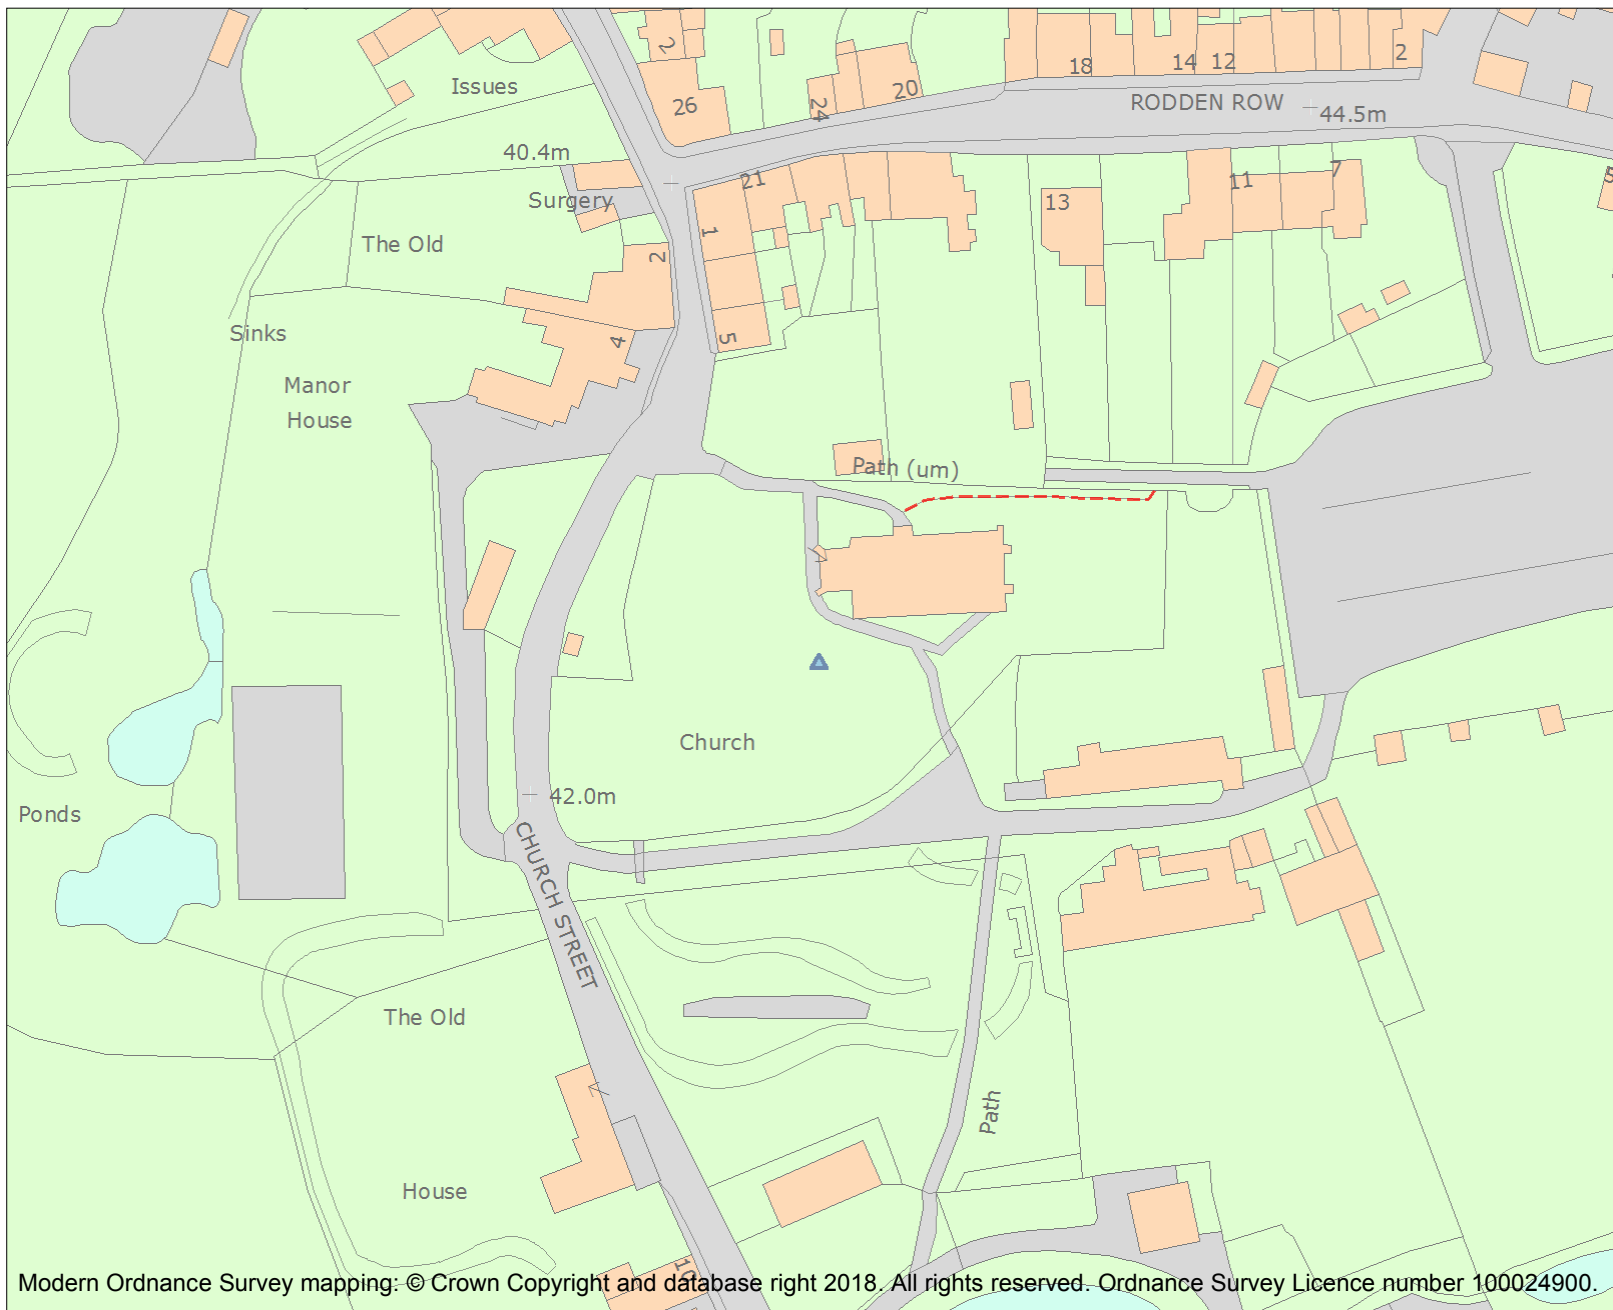 2
18
14
12
2
Issues
26
24
20
RODDEN ROW
44.5m
40.4m
21
7
11
Surgery
13
1
The Old
2
Sinks
4
5
Manor
House
Path (um)
Church
42.0m
Ponds
CHURCH STREET
The Old
Path
House
10
Modern Ordnance Survey mapping: © Crown Copyright and database right 2018. All rights reserved. Ordnance Survey Licence number 100024900.